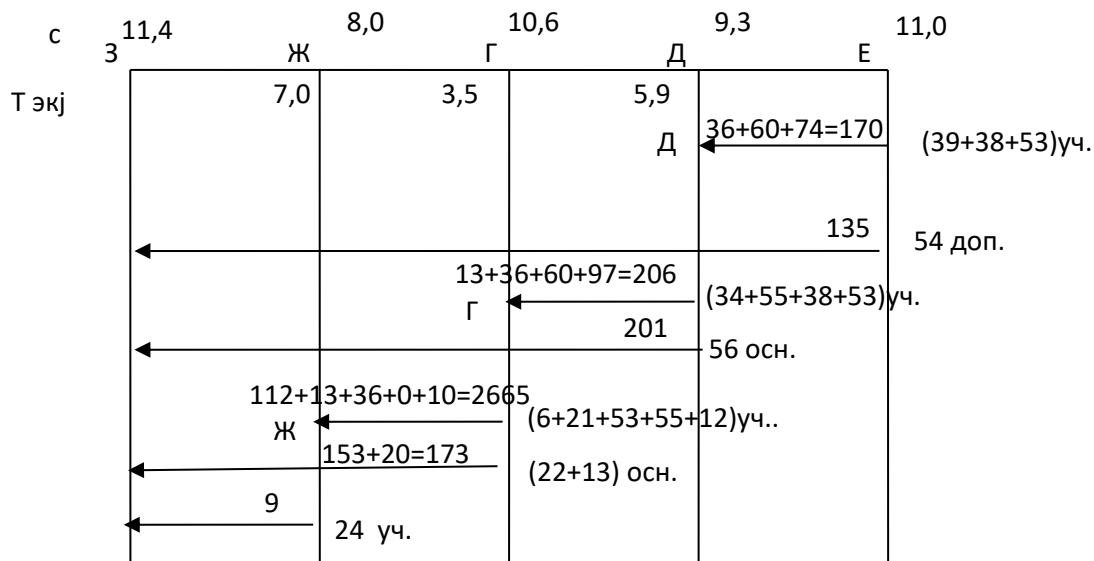 с 11,4 8,0 10,6 9,3 11,0
З Ж Г Д Е
Т экј 7,0 3,5 5,9
Д 36+60+74=170 (39+38+53)уч.
135 54 доп.
13+36+60+97=206
Г (34+55+38+53)уч.
201 56 осн.
112+13+36+0+10=2665
Ж (6+21+53+55+12)уч..
153+20=173 (22+13) осн.
9 24 уч.